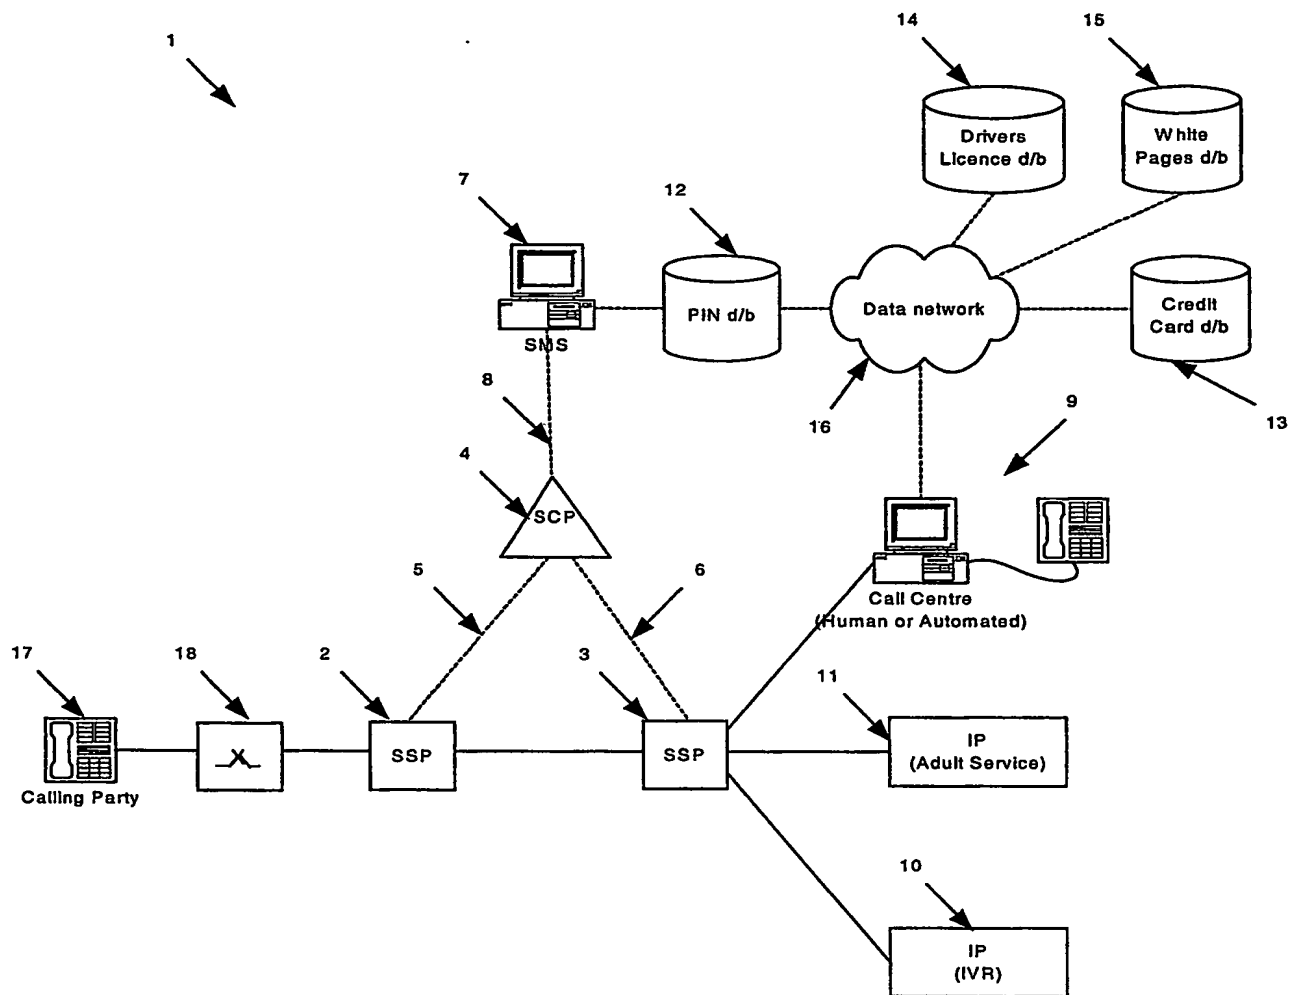 1
14
15
Drivers
Licence d/b
White
Pages d/b
7
12
SMS
PIN d/b
Data network
Credit
Card d/b
8
16
9
13
4
SCP
5
6
Call Centre
(Human or Automated)
17
18
2
3
11
Calling Party
X
SSP
SSP
IP
(Adult Service)
10
IP
(IVR)